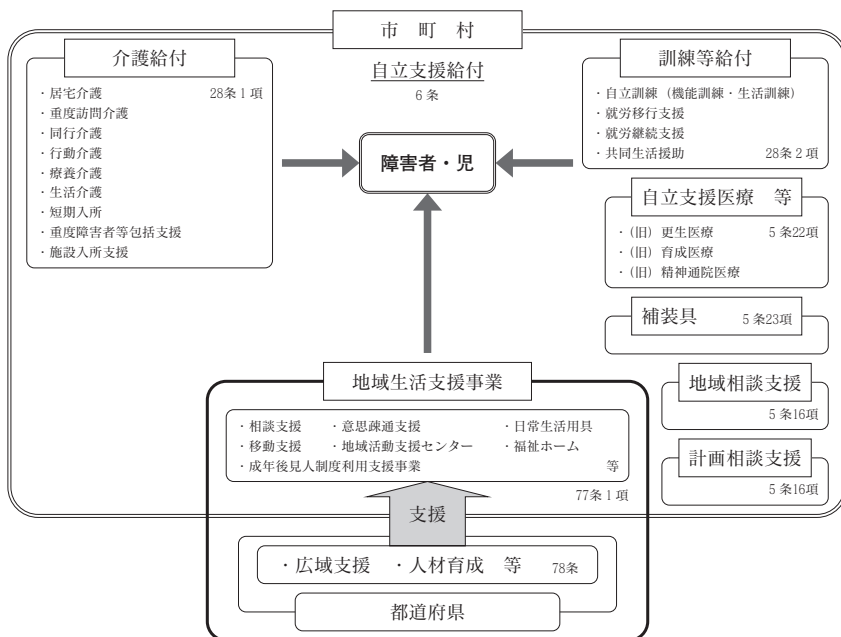 市 町 村
介護給付
・居宅介護 28条1項
・重度訪問介護
・同行介護
・行動介護
・療養介護
・生活介護
・短期入所
・重度障害者等包括支援
・施設入所支援
自立支援給付
6条
障害者・児
訓練等給付
・自立訓練（機能訓練・生活訓練）
・就労移行支援
・就労継続支援
・共同生活援助 28条2項
自立支援医療 等
・(旧) 更生医療 5条22項
・(旧) 育成医療
・(旧) 精神通院医療
補装具 5条23項
地域相談支援
5条16項
計画相談支援
5条16項
地域生活支援事業
・相談支援 ・意思疎通支援 ・日常生活用具
・移動支援 ・地域活動支援センター ・福祉ホーム
・成年後見人制度利用支援事業 等
77条1項
支援
・広域支援 ・人材育成 等 78条
都道府県